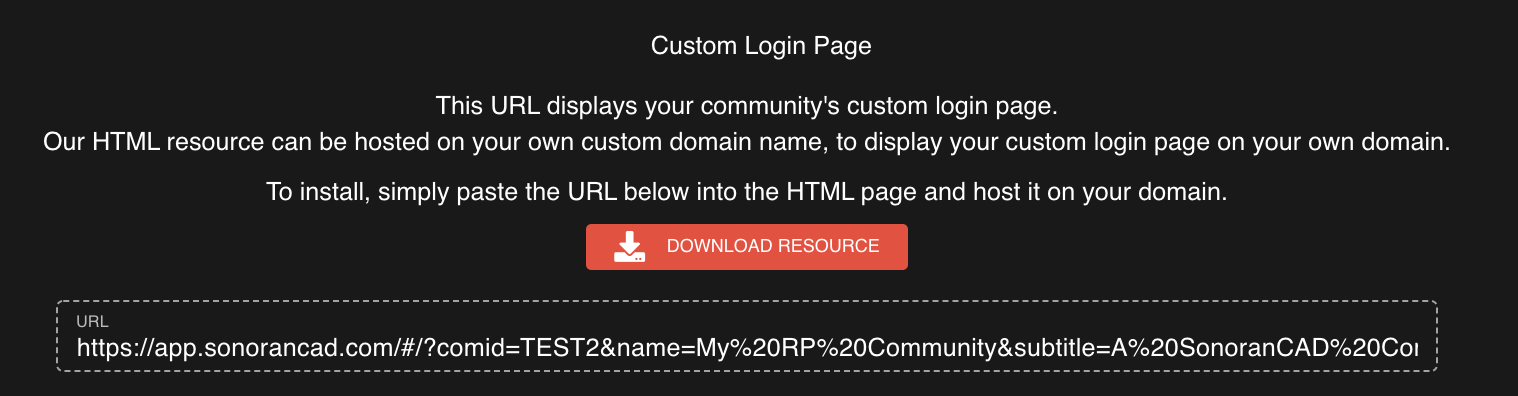 Custom Login Page
This URL displays your community's custom login page.
Our HTML resource can be hosted on your own custom domain name, to display your custom login page on your own domain.
To install, simply paste the URL below into the HTML page and host it on your domain.
DOWNLOAD RESOURCE
URL
https://app.sonorancad.com/#/?comid=TEST2&name=My%20RP%20Community&subtitle=A%20SonoranCAD%20Cor